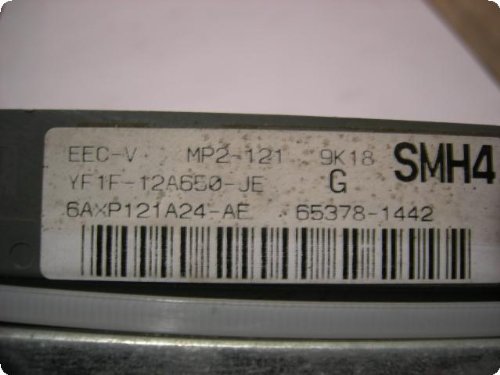 EEC-V MP2-121 9K18 SMH4
YF1F-12A650-JE G
6AXP121A24-AE 65378-1442